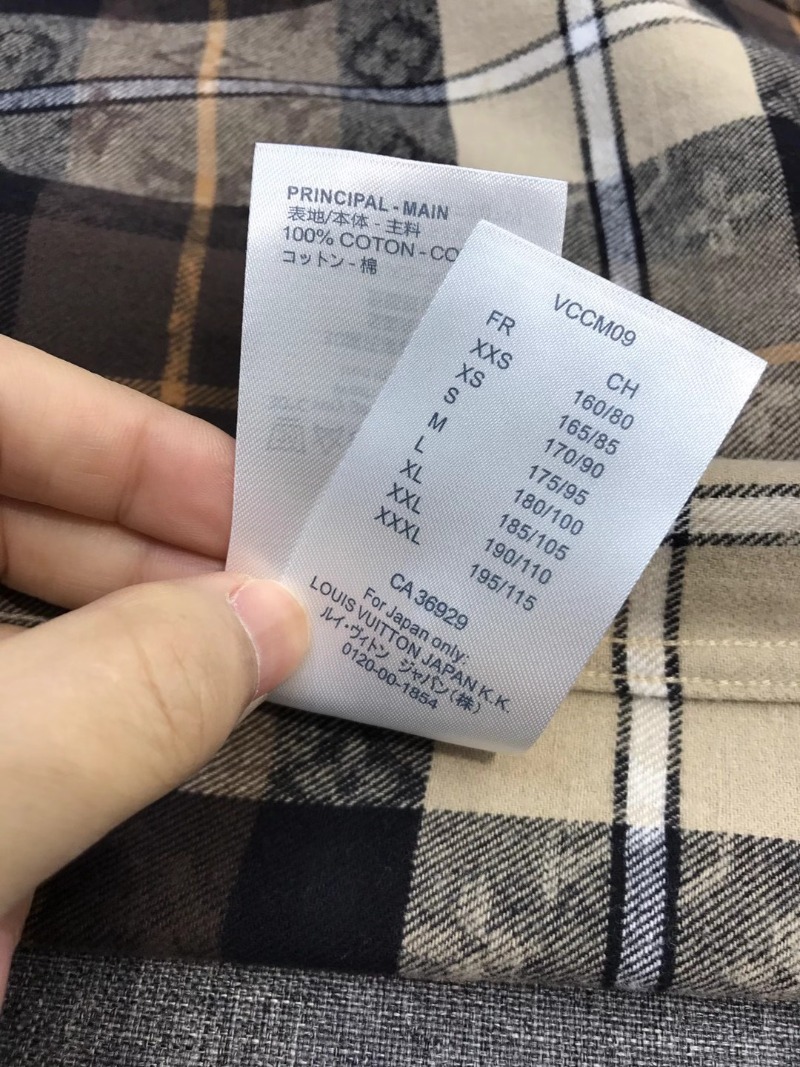 PRINCIPAL - MAIN
表地/本体 - 主料
100% COTON - CO
コットン - 棉
VCCM09
FR CH
XXS 160/80
XS 165/85
S 170/90
M 175/95
L 180/100
XL 185/105
XXL 190/110
XXXL 195/115
CA 36929
For Japan only:
LOUIS VUITTON JAPAN K.K.
ルイ・ヴィトン ジャパン(株)
0120-00-1854